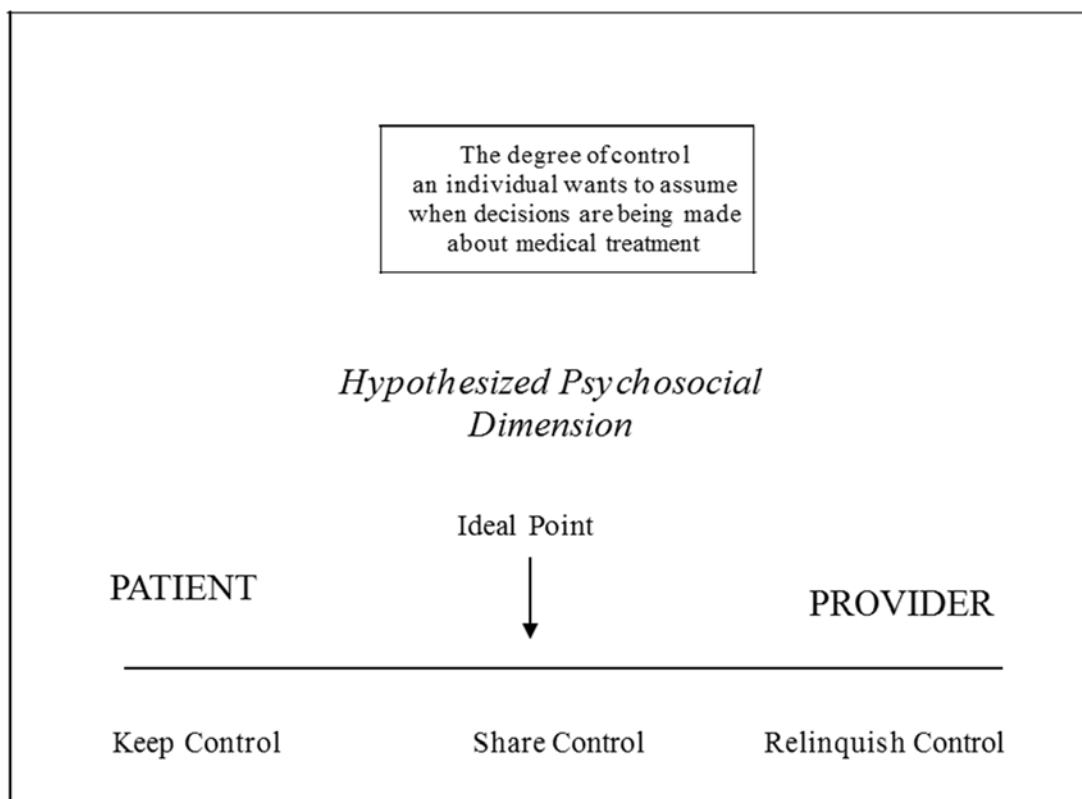 The degree of control
an individual wants to assume
when decisions are being made
about medical treatment
Hypothesized Psychosocial
Dimension
Ideal Point
PATIENT
PROVIDER
Keep Control
Share Control
Relinquish Control